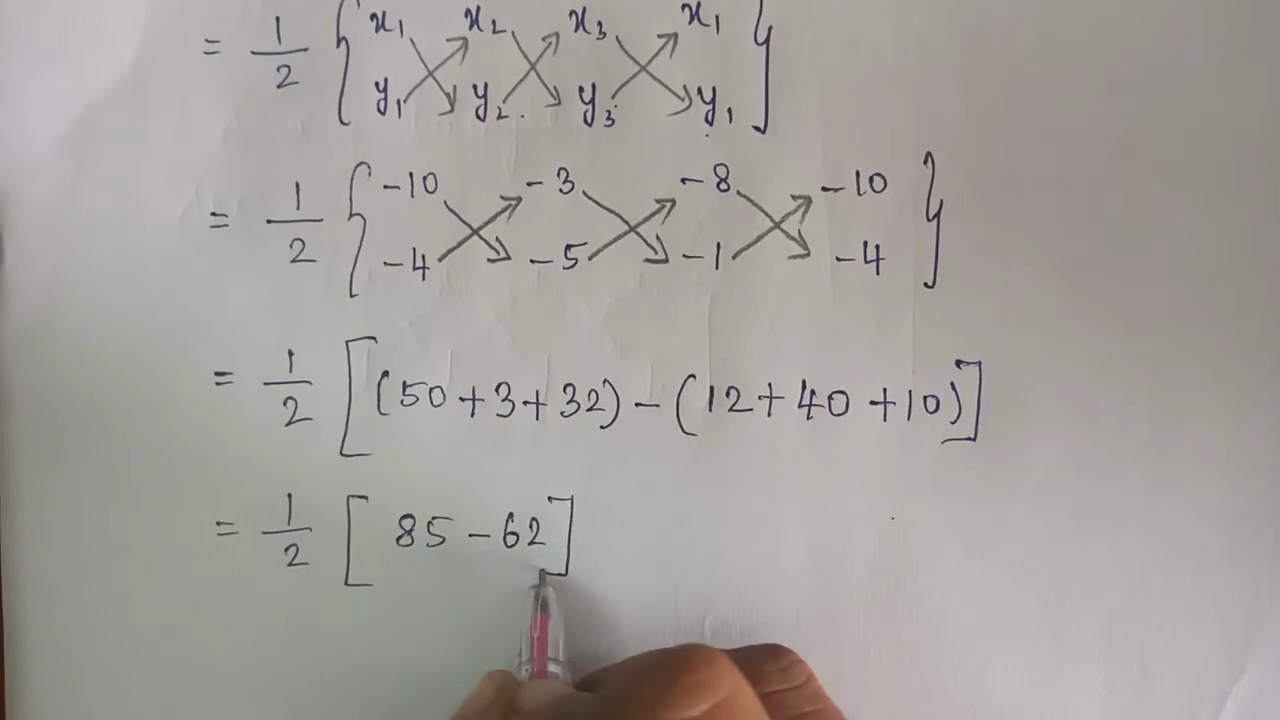 = 1/2 { x₁ x₂ x₃ x₁
y₁ y₂ y₃ y₁ }
= 1/2 { -10 -3 -8 -10
-4 -5 -1 -4 }
= 1/2 [(50+3+32)-(12+40+10)]
= 1/2 [ 85-62]